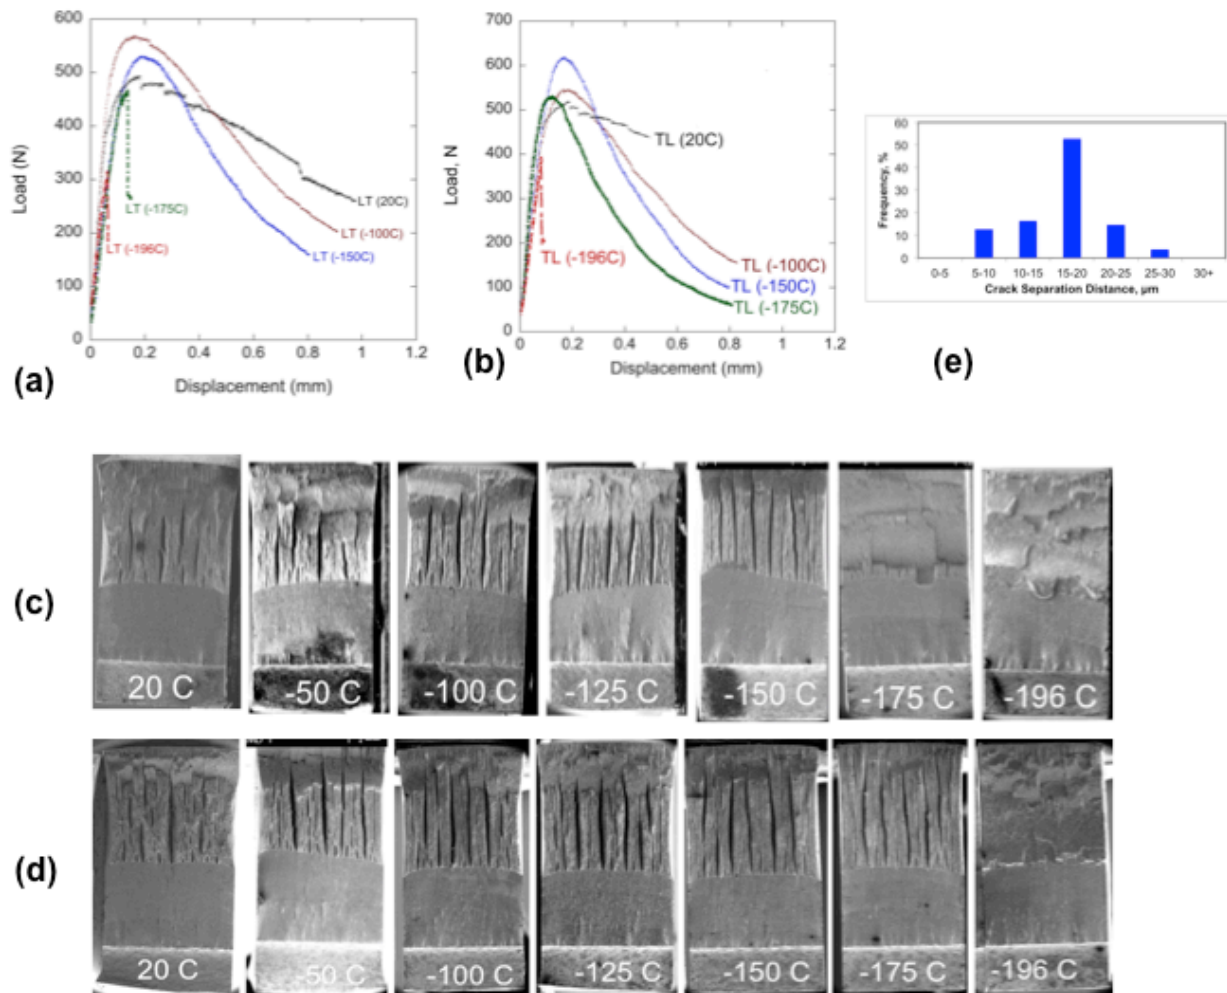 600
500
400
300
200
100
0
Load (N)
0
0.2
0.4
0.6
0.8
1
1.2
Displacement (mm)
LT (20C)
LT (-175C)
LT (-100C)
LT (-196C)
LT (-150C)
(a)
700
600
500
400
300
200
100
0
Load, N
0
0.2
0.4
0.6
0.8
1
1.2
Displacement (mm)
TL (20C)
TL (-196C)
TL (-100C)
TL (-150C)
TL (-175C)
(b)
60
50
40
30
20
10
0
Frequency, %
0-5 5-10 10-15 15-20 20-25 25-30 30+
Crack Separation Distance, µm
(e)
(c)
20 C
-50 C
-100 C
-125 C
-150 C
-175 C
-196 C
(d)
20 C
-50 C
-100 C
-125 C
-150 C
-175 C
-196 C